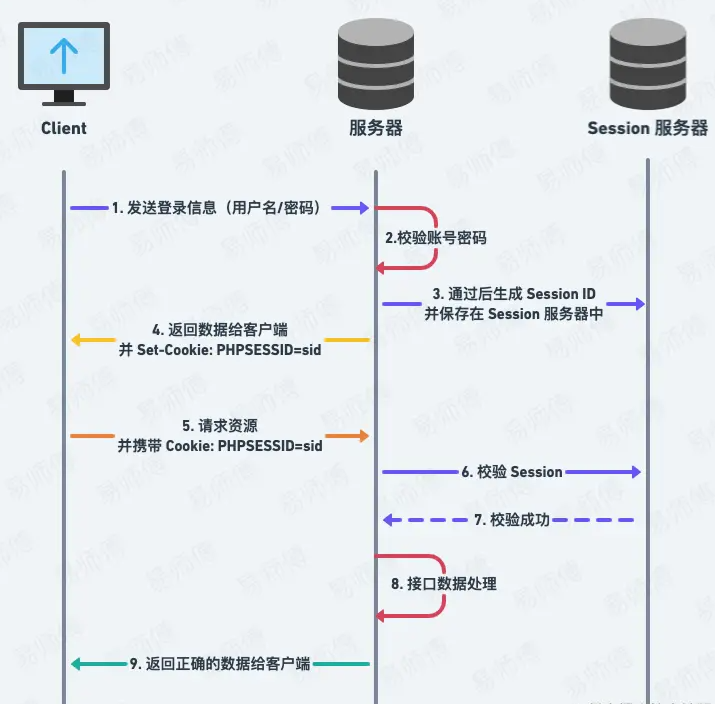 Client
服务器
Session 服务器
1. 发送登录信息（用户名/密码）
2.校验账号密码
3. 通过后生成 Session ID
并保存在 Session 服务器中
4. 返回数据给客户端
并 Set-Cookie: PHPSESSID=sid
5. 请求资源
并携带 Cookie: PHPSESSID=sid
6. 校验 Session
7. 校验成功
8. 接口数据处理
9. 返回正确的数据给客户端
易师傅